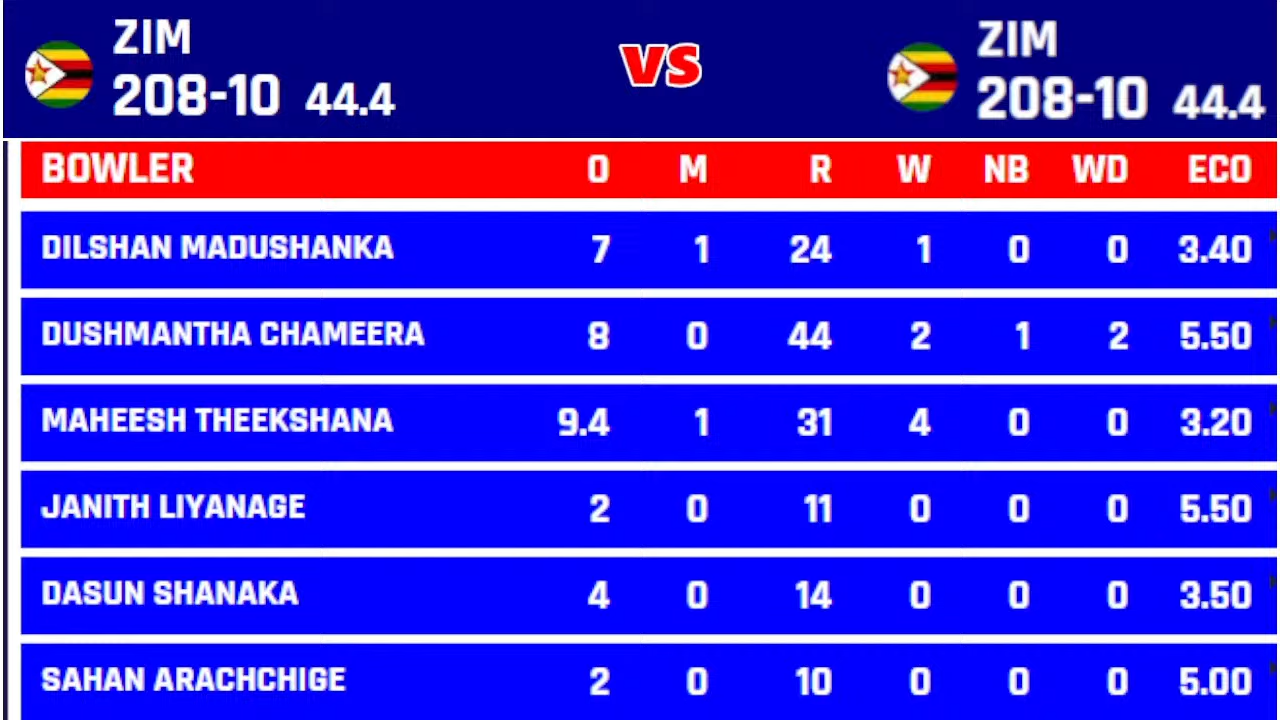 ZIM VS ZIM
208-10 44.4 208-10 44.4
BOWLER O M R W NB WD ECO
DILSHAN MADUSHANKA 7 1 24 1 0 0 3.40
DUSHMANTHA CHAMEERA 8 0 44 2 1 2 5.50
MAHEESH THEEKSHANA 9.4 1 31 4 0 0 3.20
JANITH LIYANAGE 2 0 11 0 0 0 5.50
DASUN SHANAKA 4 0 14 0 0 0 3.50
SAHAN ARACHCHIGE 2 0 10 0 0 0 5.00